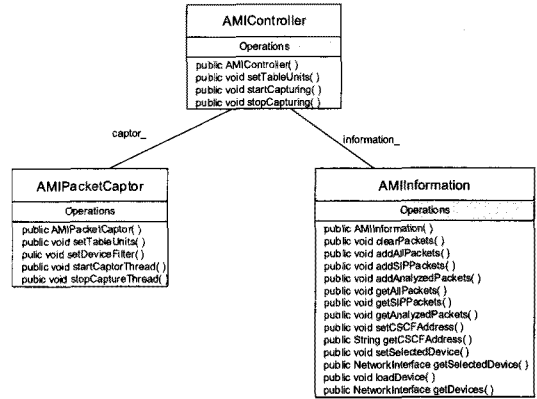 AMIController
Operations
public AMIController( )
public void setTableUnits( )
public void startCapturing( )
public void stopCapturing( )
captor_
information_
AMIPacketCaptor
Operations
public AMIPacketCaptor( )
public void setTableUnits( )
pulic void setDeviceFilter( )
public void startCaptorThread( )
public void stopCaptureThread( )
AMIInformation
Operations
public AMIInformation( )
public void clearPackets( )
public void addAllPackets( )
public void addSIPPackets( )
public void addAnalyzedPackets( )
public void getAllPackets( )
public void getSIPPackets( )
public void getAnalyzedPackets( )
public void setCSCFAddress( )
public String getCSCFAddress( )
public void setSelectedDevice( )
public NetworkInterface getSelectedDevice( )
public void loadDevice( )
public NetworkInterface getDevices( )